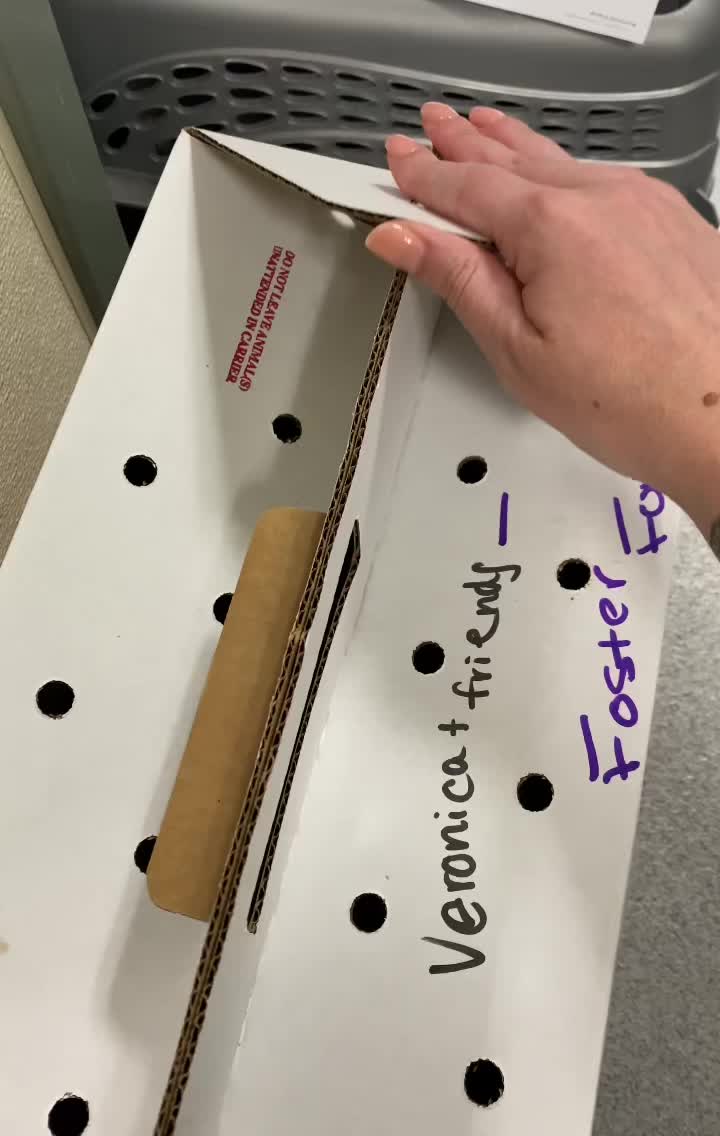 DO NOT LEAVE ANIMAL(S)
UNATTENDED IN CARRIER
Veronica + friends –
Foster